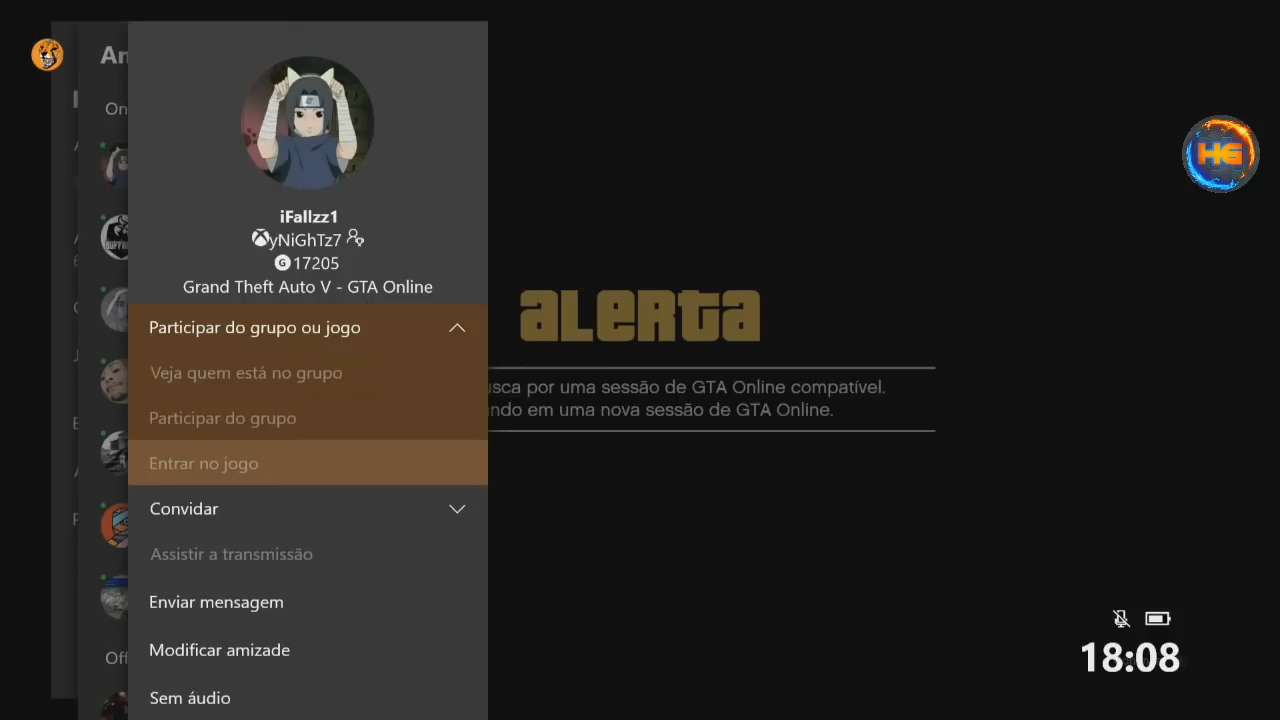 iFallzz1
yNiGhTz7
G 17205
Grand Theft Auto V - GTA Online
Participar do grupo ou jogo
Veja quem está no grupo
Participar do grupo
Entrar no jogo
Convidar
Assistir a transmissão
Enviar mensagem
Modificar amizade
Sem áudio
alerta
por uma sessão de GTA Online compatível.
em uma nova sessão de GTA Online.
HG
18:08